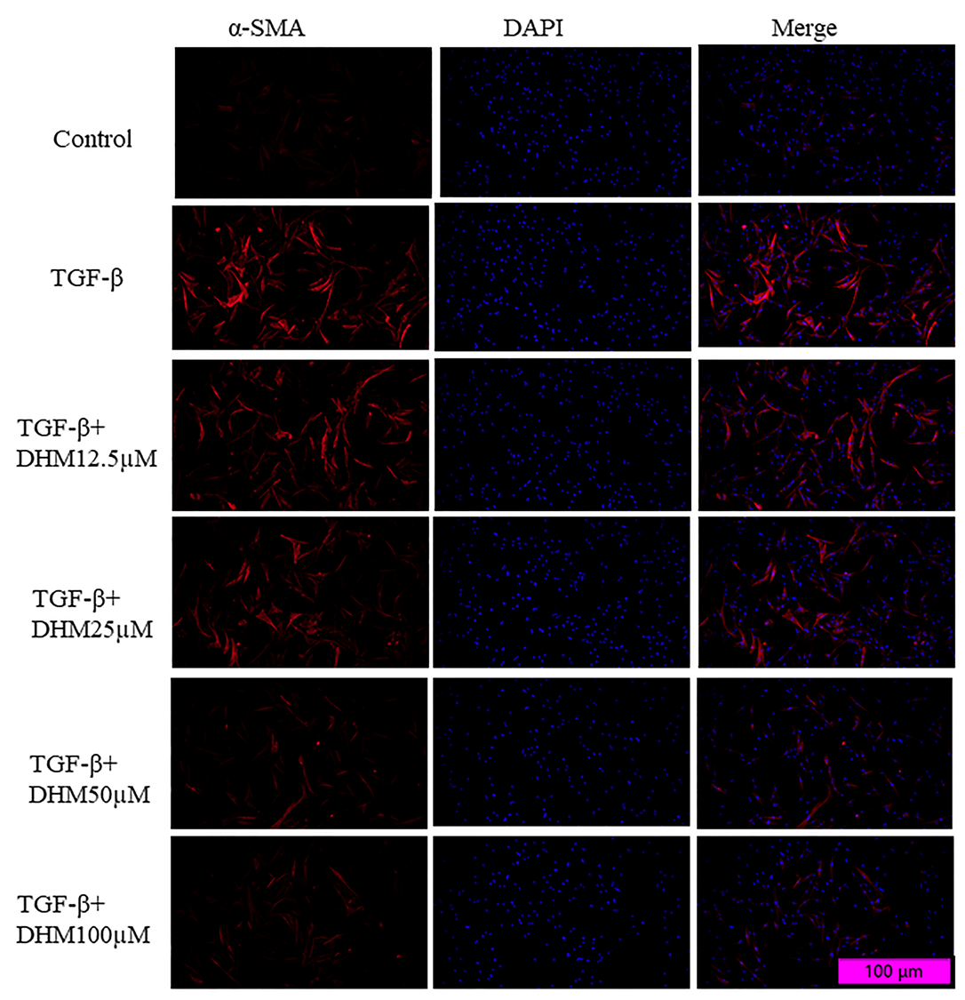 α-SMA DAPI Merge
Control
TGF-β
TGF-β+
DHM12.5μM
TGF-β+
DHM25μM
TGF-β+
DHM50μM
TGF-β+
DHM100μM
100 μm